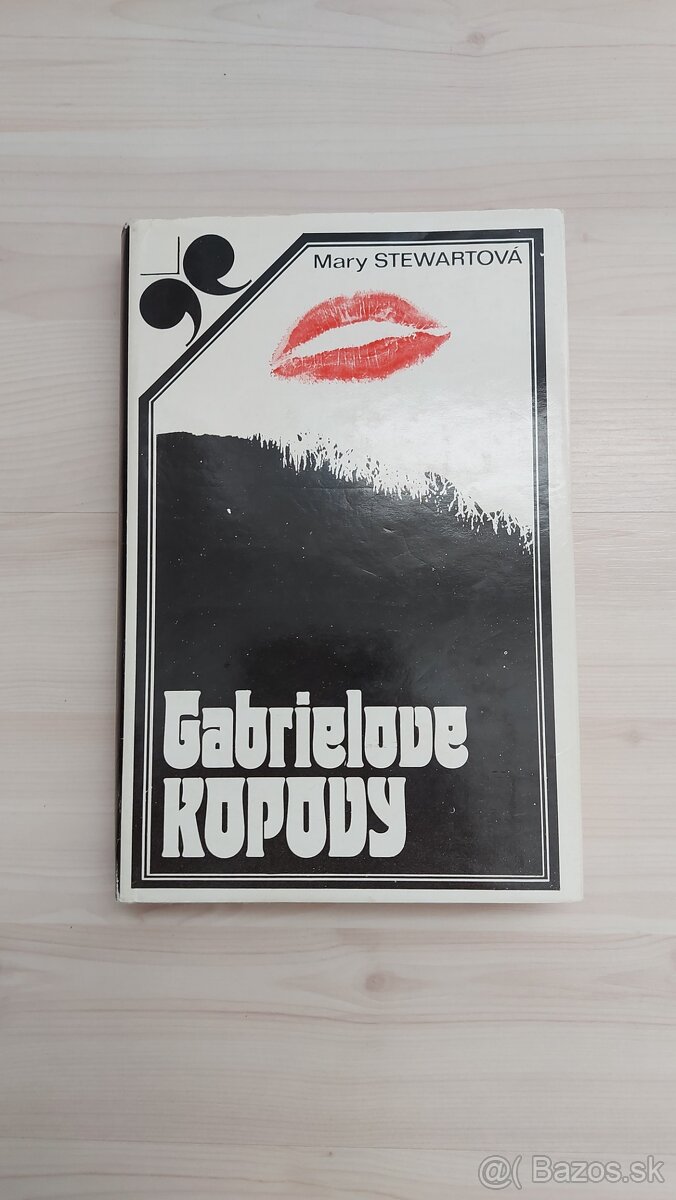 Mary STEWARTOVÁ
Gabrielove
KOPOVY
@( Bazos.sk